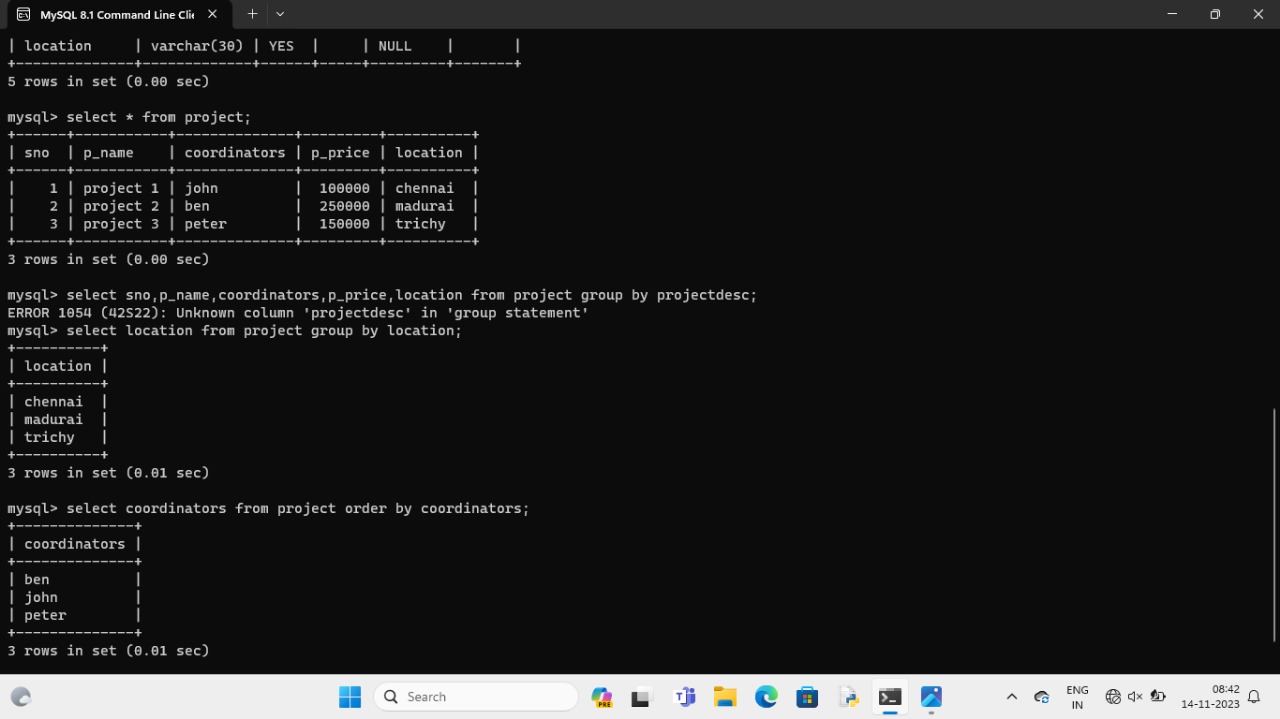 MySQL 8.1 Command Line Clie
| location     | varchar(30) | YES  |     | NULL    |       |
+--------------+-------------+------+-----+---------+-------+
5 rows in set (0.00 sec)
mysql> select * from project;
+------+-----------+--------------+---------+----------+
| sno  | p_name    | coordinators | p_price | location |
+------+-----------+--------------+---------+----------+
|    1 | project 1 | john         |  100000 | chennai  |
|    2 | project 2 | ben          |  250000 | madurai  |
|    3 | project 3 | peter        |  150000 | trichy   |
+------+-----------+--------------+---------+----------+
3 rows in set (0.00 sec)
mysql> select sno,p_name,coordinators,p_price,location from project group by projectdesc;
ERROR 1054 (42S22): Unknown column 'projectdesc' in 'group statement'
mysql> select location from project group by location;
+----------+
| location |
+----------+
| chennai  |
| madurai  |
| trichy   |
+----------+
3 rows in set (0.01 sec)
mysql> select coordinators from project order by coordinators;
+--------------+
| coordinators |
+--------------+
| ben          |
| john         |
| peter        |
+--------------+
3 rows in set (0.01 sec)
Search
PRE
ENG
IN
08:42
14-11-2023